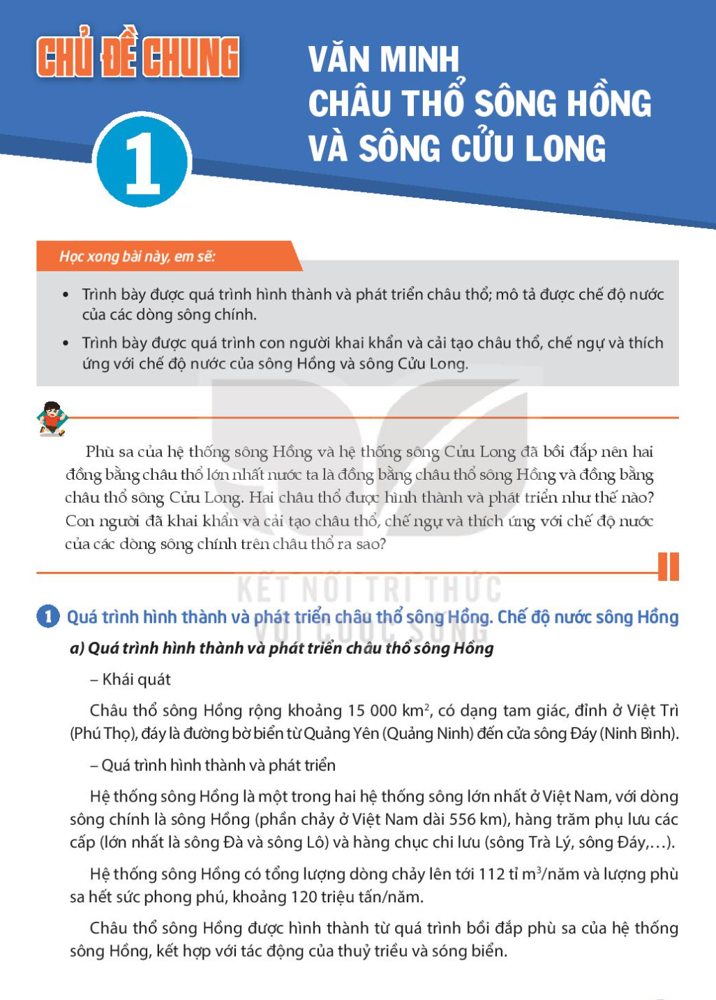 CHỦ ĐỀ CHUNG
1
VĂN MINH
CHÂU THỔ SÔNG HỒNG
VÀ SÔNG CỬU LONG
Học xong bài này, em sẽ:
• Trình bày được quá trình hình thành và phát triển châu thổ; mô tả được chế độ nước
của các dòng sông chính.
• Trình bày được quá trình con người khai khẩn và cải tạo châu thổ, chế ngự và thích
ứng với chế độ nước của sông Hồng và sông Cửu Long.
Phù sa của hệ thống sông Hồng và hệ thống sông Cửu Long đã bồi đắp nên hai
đồng bằng châu thổ lớn nhất nước ta là đồng bằng châu thổ sông Hồng và đồng bằng
châu thổ sông Cửu Long. Hai châu thổ được hình thành và phát triển như thế nào?
Con người đã khai khẩn và cải tạo châu thổ, chế ngự và thích ứng với chế độ nước
của các dòng sông chính trên châu thổ ra sao?
KẾT NỐI TRI THỨC
VỚI CUỘC SỐNG
1 Quá trình hình thành và phát triển châu thổ sông Hồng. Chế độ nước sông Hồng
a) Quá trình hình thành và phát triển châu thổ sông Hồng
– Khái quát
Châu thổ sông Hồng rộng khoảng 15 000 km², có dạng tam giác, đỉnh ở Việt Trì
(Phú Thọ), đáy là đường bờ biển từ Quảng Yên (Quảng Ninh) đến cửa sông Đáy (Ninh Bình).
– Quá trình hình thành và phát triển
Hệ thống sông Hồng là một trong hai hệ thống sông lớn nhất ở Việt Nam, với dòng
sông chính là sông Hồng (phần chảy ở Việt Nam dài 556 km), hàng trăm phụ lưu các
cấp (lớn nhất là sông Đà và sông Lô) và hàng chục chi lưu (sông Trà Lý, sông Đáy,…).
Hệ thống sông Hồng có tổng lượng dòng chảy lên tới 112 tỉ m³/năm và lượng phù
sa hết sức phong phú, khoảng 120 triệu tấn/năm.
Châu thổ sông Hồng được hình thành từ quá trình bồi đắp phù sa của hệ thống
sông Hồng, kết hợp với tác động của thuỷ triều và sóng biển.